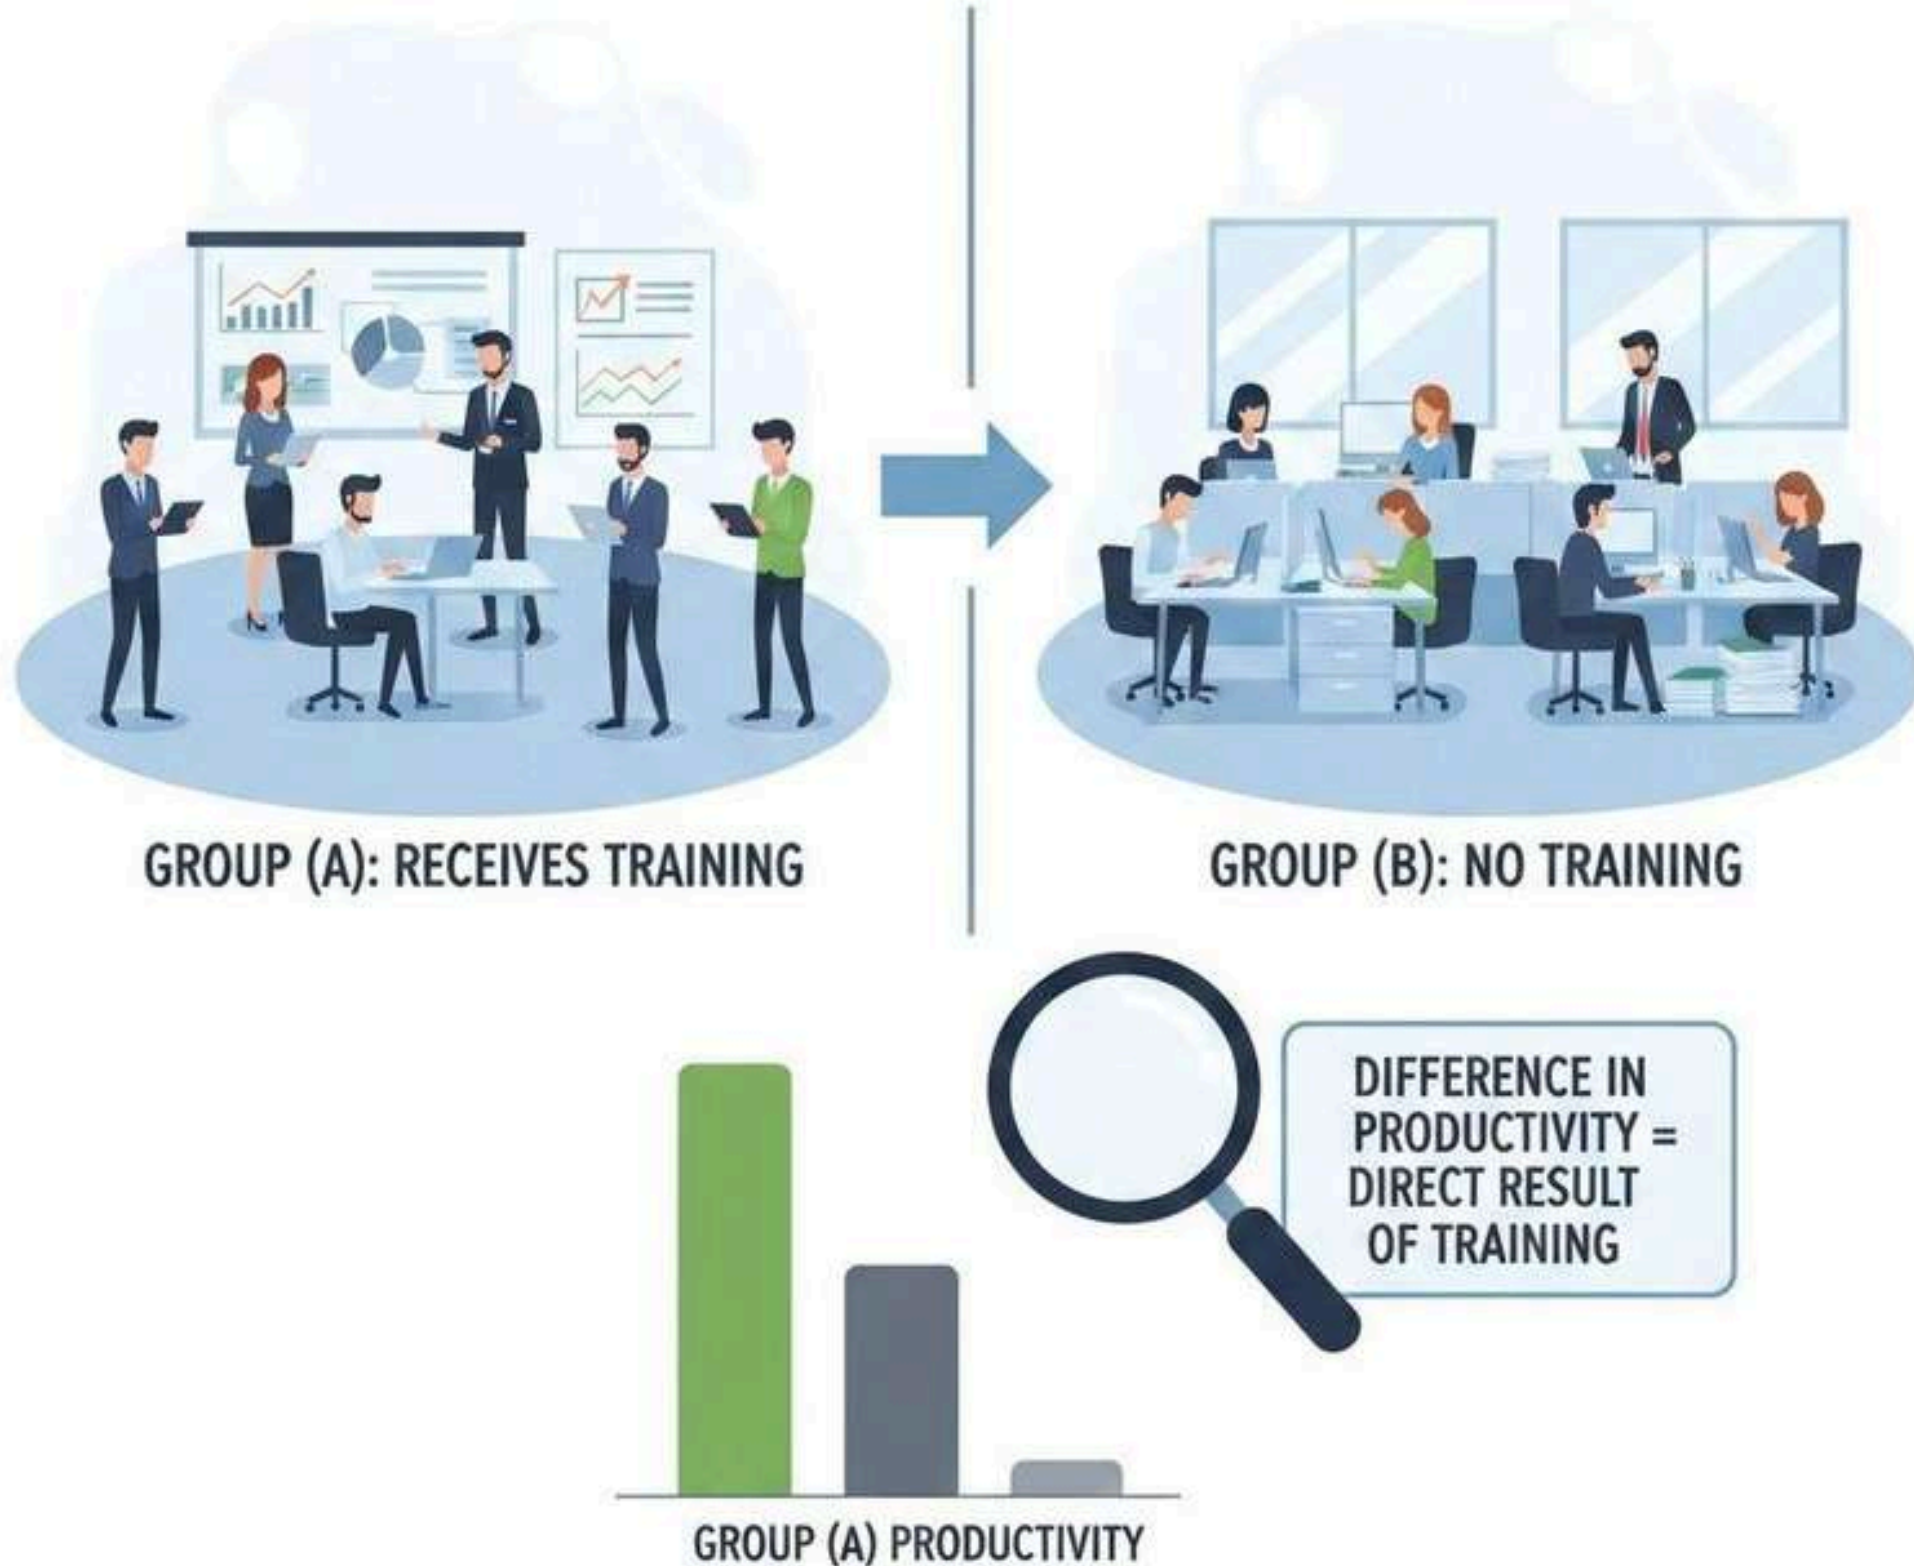 GROUP (A): RECEIVES TRAINING
GROUP (B): NO TRAINING
DIFFERENCE IN
PRODUCTIVITY =
DIRECT RESULT
OF TRAINING
GROUP (A) PRODUCTIVITY